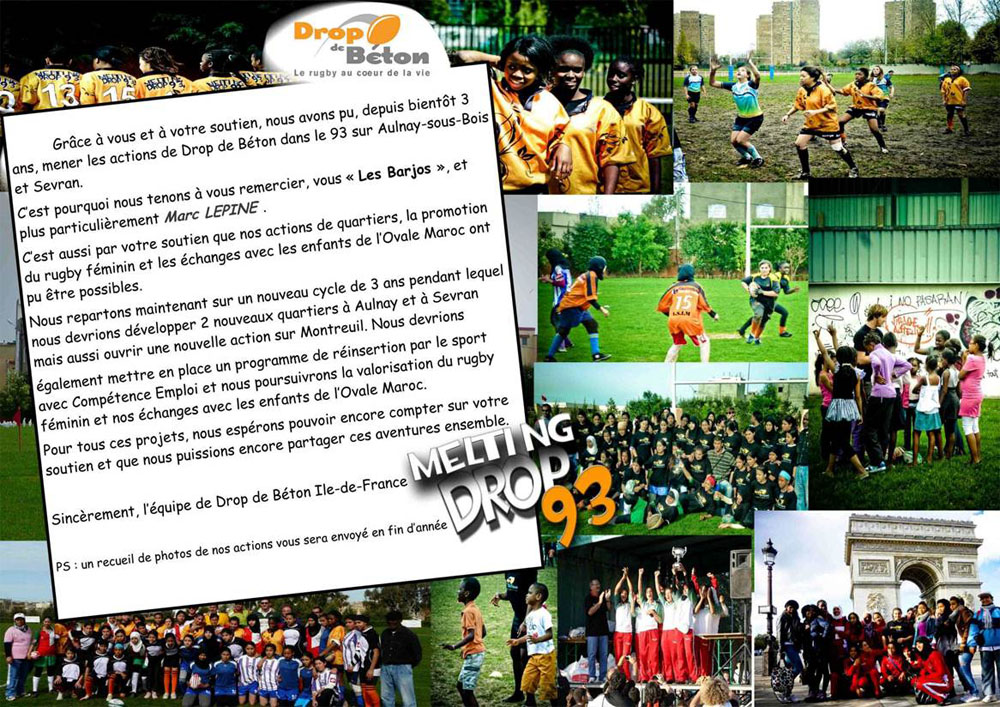 Drop
de
Béton
Le rugby au coeur de la vie
13
15
Grâce à vous et à votre soutien, nous avons pu, depuis bientôt 3
ans, mener les actions de Drop de Béton dans le 93 sur Aulnay-sous-Bois
et Sevran.
C'est pourquoi nous tenons à vous remercier, vous « Les Barjos », et
plus particulièrement Marc LEPINE .
C'est aussi par votre soutien que nos actions de quartiers, la promotion
du rugby féminin et les échanges avec les enfants de l'Ovale Maroc ont
pu être possibles.
Nous repartons maintenant sur un nouveau cycle de 3 ans pendant lequel
nous devrions développer 2 nouveaux quartiers à Aulnay et à Sevran
mais aussi ouvrir une nouvelle action sur Montreuil. Nous devrions
également mettre en place un programme de réinsertion par le sport
avec Compétence Emploi et nous poursuivrons la valorisation du rugby
féminin et nos échanges avec les enfants de l'Ovale Maroc.
Pour tous ces projets, nous espérons pouvoir encore compter sur votre
soutien et que nous puissions encore partager ces aventures ensemble.
Sincèrement, l'équipe de Drop de Béton Ile-de-France
PS : un recueil de photos de nos actions vous sera envoyé en fin d'année
MELTING
DROP
93
15
¡NO PASARAN